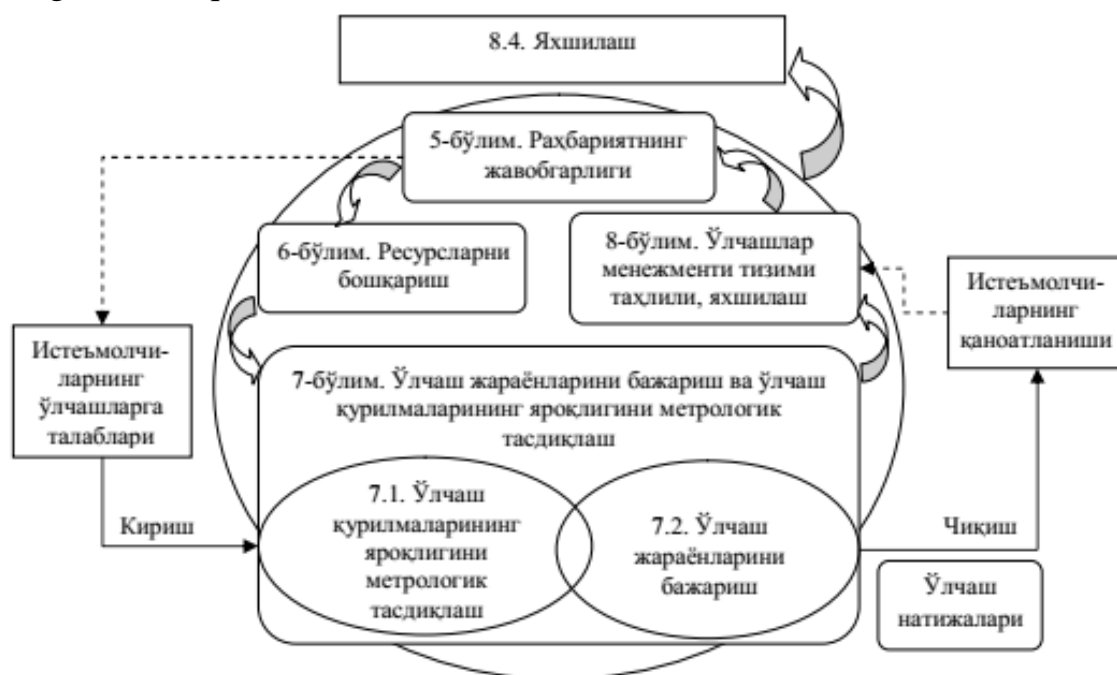 8.4. Яхшилаш
5-бўлим. Раҳбариятнинг
жавобгарлиги
6-бўлим. Ресурсларни
бошқариш
8-бўлим. Ўлчашлар
менежменти тизими
таҳлили, яхшилаш
Истеъмолчи-
ларнинг
қаноатланиши
Истеъмолчи-
ларнинг
ўлчашларга
талаблари
7-бўлим. Ўлчаш жараёнларини бажариш ва ўлчаш
қурилмаларининг яроқлигини метрологик
тасдиқлаш
7.1. Ўлчаш
қурилмаларининг
яроқлигини
метрологик
тасдиқлаш
7.2. Ўлчаш
жараёнларини
бажариш
Кириш
Чиқиш
Ўлчаш
натижалари